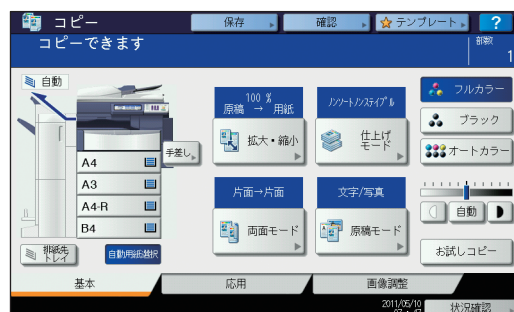 コピー
保存
確認
テンプレート
?
コピーできます
部数
1
自動
100 %
原稿 → 用紙
ノンソート/ノンステイプル
フルカラー
拡大・縮小
仕上げ
モード
ブラック
手差し
オートカラー
A4
A3
A4-R
B4
片面→片面
文字/写真
自動
両面モード
原稿モード
排紙先
トレイ
自動用紙選択
お試しコピー
基本
応用
画像調整
2011/05/10
状況確認